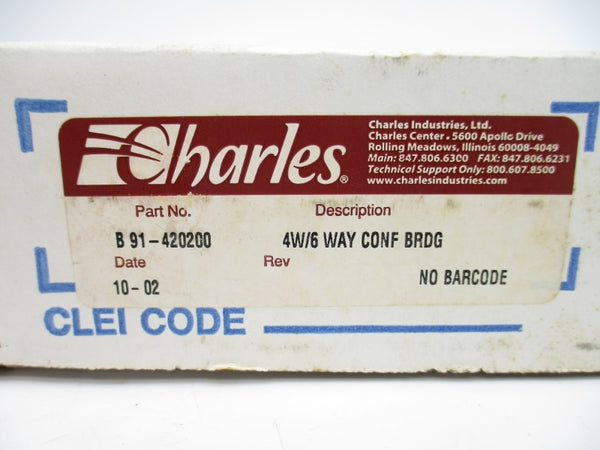 Charles®
Charles Industries, Ltd.
Charles Center • 5600 Apollo Drive
Rolling Meadows, Illinois 60008-4049
Main: 847.806.6300 FAX: 847.806.6231
Technical Support Only: 800.607.8500
www.charlesindustries.com
Part No. Description
B 91-420200 4W/6 WAY CONF BRDG
Date Rev
10-02 NO BARCODE
CLEI CODE